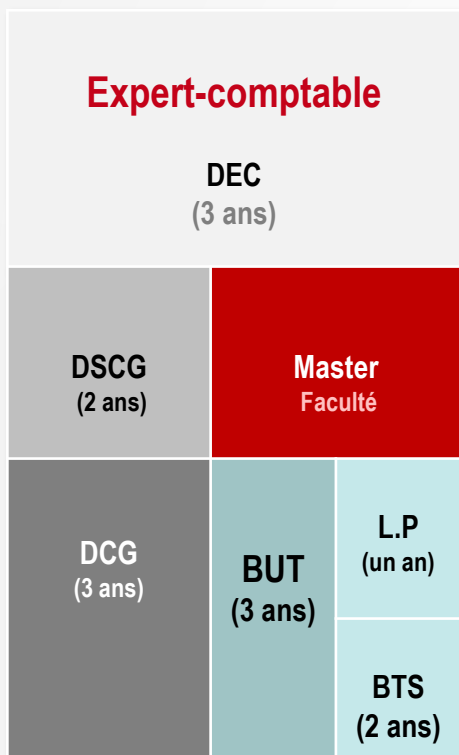 Expert-comptable
DEC
(3 ans)
DSCG
(2 ans)
Master
Faculté
DCG
(3 ans)
BUT
(3 ans)
L.P
(un an)
BTS
(2 ans)